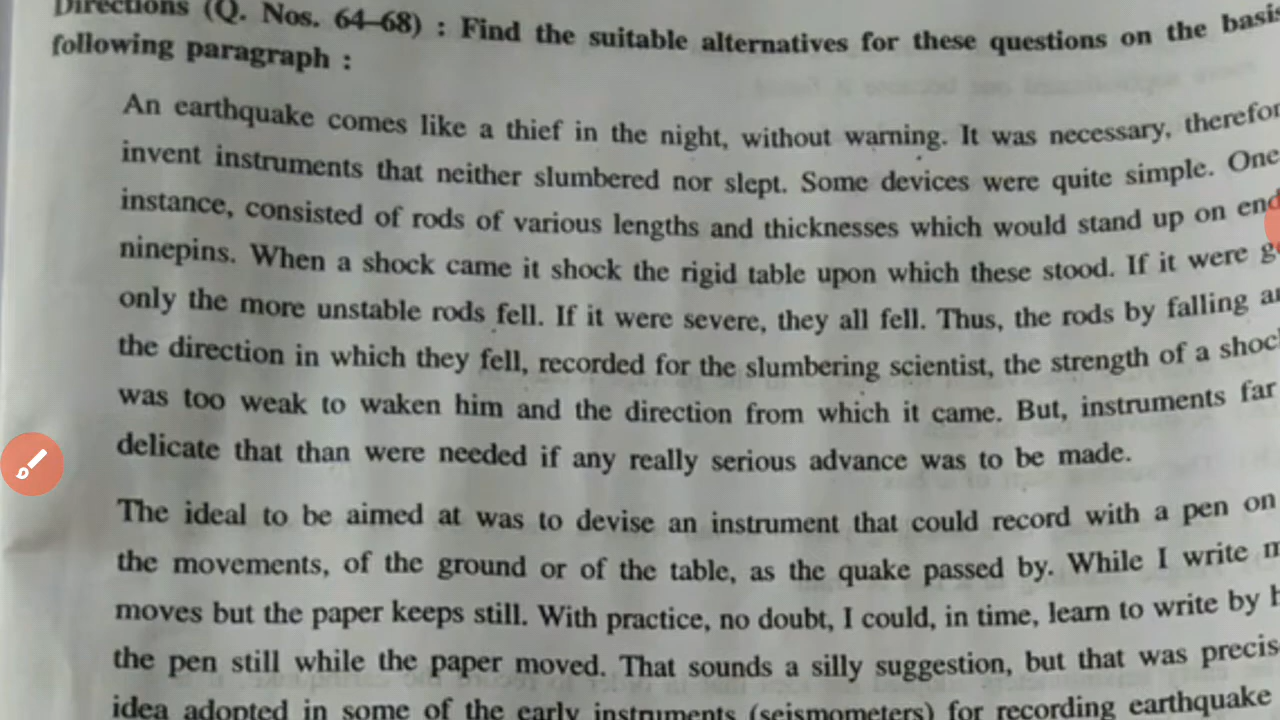 Directions (Q. Nos. 64–68) : Find the suitable alternatives for these questions on the basis
following paragraph :
An earthquake comes like a thief in the night, without warning. It was necessary, therefor
invent instruments that neither slumbered nor slept. Some devices were quite simple. One
instance, consisted of rods of various lengths and thicknesses which would stand up on end
ninepins. When a shock came it shock the rigid table upon which these stood. If it were g
only the more unstable rods fell. If it were severe, they all fell. Thus, the rods by falling a
the direction in which they fell, recorded for the slumbering scientist, the strength of a shoc
was too weak to waken him and the direction from which it came. But, instruments far
delicate that than were needed if any really serious advance was to be made.
The ideal to be aimed at was to devise an instrument that could record with a pen on
the movements, of the ground or of the table, as the quake passed by. While I write m
moves but the paper keeps still. With practice, no doubt, I could, in time, learn to write by h
the pen still while the paper moved. That sounds a silly suggestion, but that was precis
idea adopted in some of the early instruments (seismometers) for recording earthquake